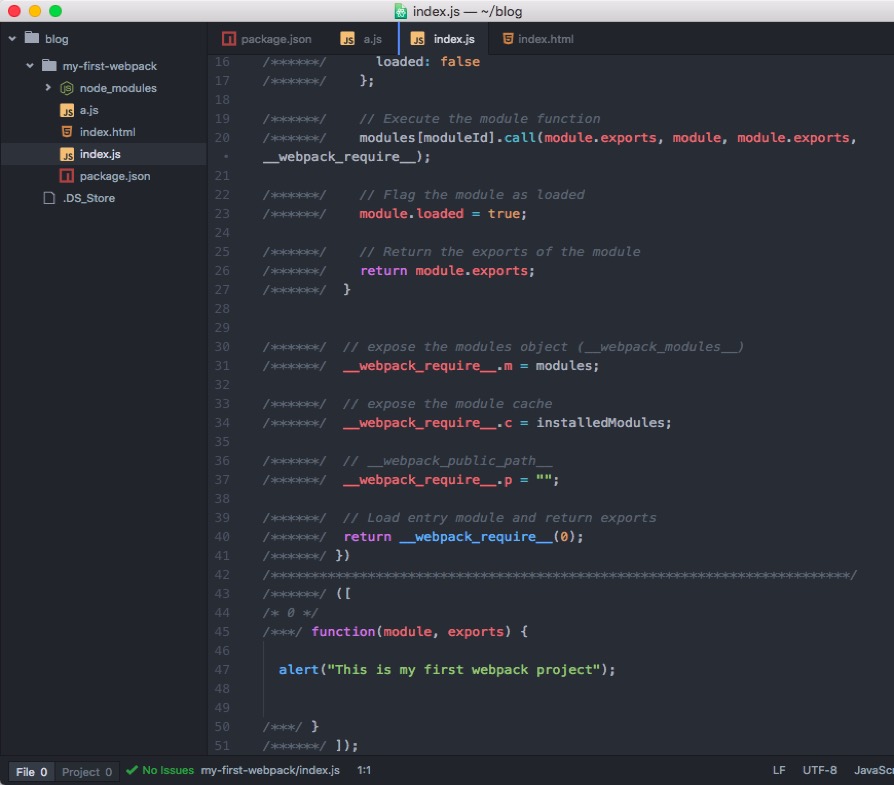 index.js — ~/blog
blog
my-first-webpack
node_modules
a.js
index.html
index.js
package.json
.DS_Store
package.json
a.js
index.js
index.html
16 /******/ loaded: false
17 /******/ };
18
19 /******/ // Execute the module function
20 /******/ modules[moduleId].call(module.exports, module, module.exports,
• __webpack_require__);
21
22 /******/ // Flag the module as loaded
23 /******/ module.loaded = true;
24
25 /******/ // Return the exports of the module
26 /******/ return module.exports;
27 /******/ }
28
29
30 /******/ // expose the modules object (__webpack_modules__)
31 /******/ __webpack_require__.m = modules;
32
33 /******/ // expose the module cache
34 /******/ __webpack_require__.c = installedModules;
35
36 /******/ // __webpack_public_path__
37 /******/ __webpack_require__.p = "";
38
39 /******/ // Load entry module and return exports
40 /******/ return __webpack_require__(0);
41 /******/ })
42 /************************************************************************/
43 /******/ ([
44 /* 0 */
45 /***/ function(module, exports) {
46
47 alert("This is my first webpack project");
48
49
50 /***/ }
51 /******/ ]);
File 0 Project 0 No Issues my-first-webpack/index.js 1:1 LF UTF-8 JavaScr